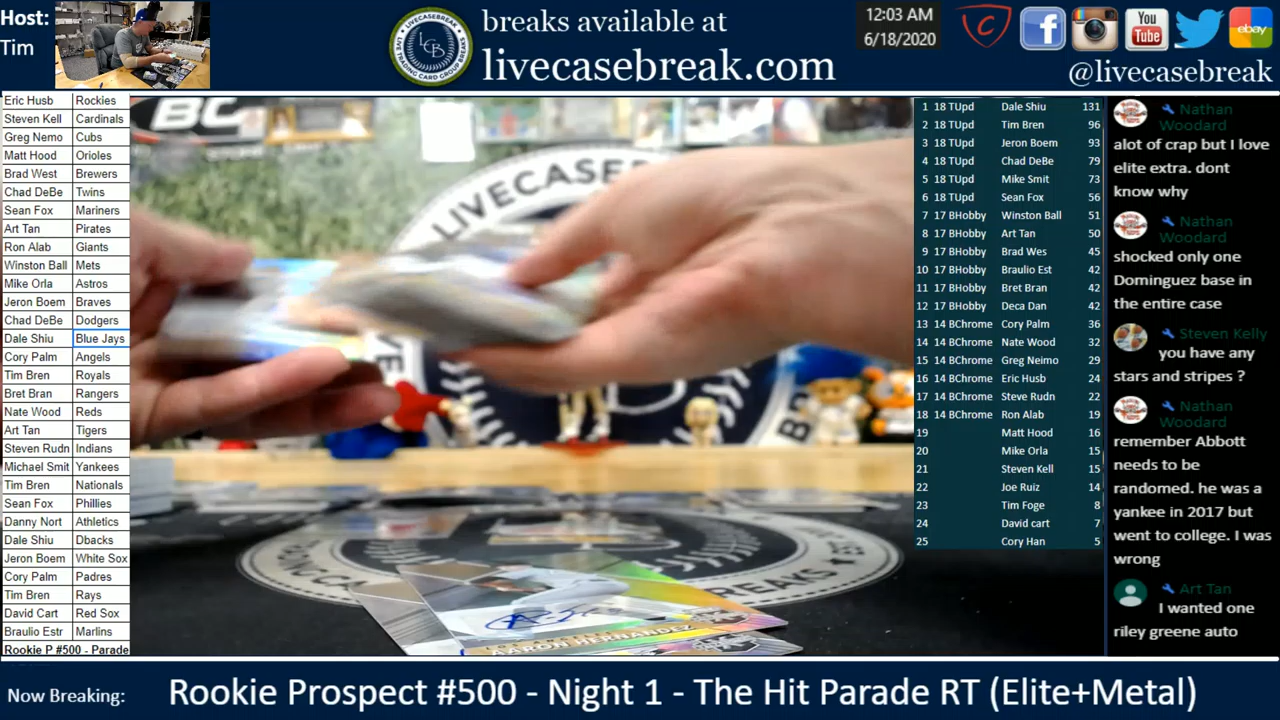 Host:
Tim
breaks available at
livecasebreak.com
12:03 AM
6/18/2020
You
Tube
ebay
@livecasebreak
LIVECASEBREAK
LIVE TRADING CARD GROUP BREAKS
LCB
Eric Husb Rockies
Steven Kell Cardinals
Greg Nemo Cubs
Matt Hood Orioles
Brad West Brewers
Chad DeBe Twins
Sean Fox Mariners
Art Tan Pirates
Ron Alab Giants
Winston Ball Mets
Mike Orla Astros
Jeron Boem Braves
Chad DeBe Dodgers
Dale Shiu Blue Jays
Cory Palm Angels
Tim Bren Royals
Bret Bran Rangers
Nate Wood Reds
Art Tan Tigers
Steven Rudn Indians
Michael Smit Yankees
Tim Bren Nationals
Sean Fox Phillies
Danny Nort Athletics
Dale Shiu Dbacks
Jeron Boem White Sox
Cory Palm Padres
Tim Bren Rays
David Cart Red Sox
Braulio Estr Marlins
Rookie P #500 - Parade
LIVECASE
AARON HERNANDEZ
1 18 TUpd Dale Shiu 131
2 18 TUpd Tim Bren 96
3 18 TUpd Jeron Boem 93
4 18 TUpd Chad DeBe 79
5 18 TUpd Mike Smit 73
6 18 TUpd Sean Fox 56
7 17 BHobby Winston Ball 51
8 17 BHobby Art Tan 50
9 17 BHobby Brad Wes 45
10 17 BHobby Braulio Est 42
11 17 BHobby Bret Bran 42
12 17 BHobby Deca Dan 42
13 14 BChrome Cory Palm 36
14 14 BChrome Nate Wood 32
15 14 BChrome Greg Neimo 29
16 14 BChrome Eric Husb 24
17 14 BChrome Steve Rudn 22
18 14 BChrome Ron Alab 19
19 Matt Hood 16
20 Mike Orla 15
21 Steven Kell 15
22 Joe Ruiz 14
23 Tim Foge 8
24 David cart 7
25 Cory Han 5
Nathan
Woodard
alot of crap but I love
elite extra. dont
know why
Nathan
Woodard
shocked only one
Dominguez base in
the entire case
Steven Kelly
you have any
stars and stripes ?
Nathan
Woodard
remember Abbott
needs to be
randomed. he was a
yankee in 2017 but
went to college. I was
wrong
Art Tan
I wanted one
riley greene auto
Now Breaking:
Rookie Prospect #500 - Night 1 - The Hit Parade RT (Elite+Metal)